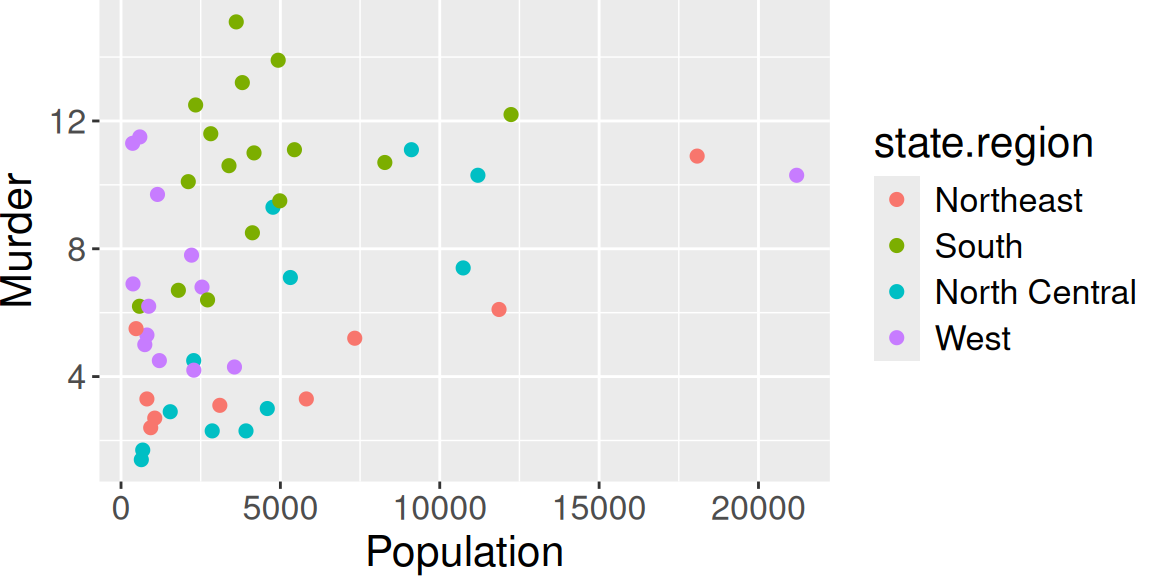 Murder
12
8
4
0 5000 10000 15000 20000
Population
state.region
Northeast
South
North Central
West